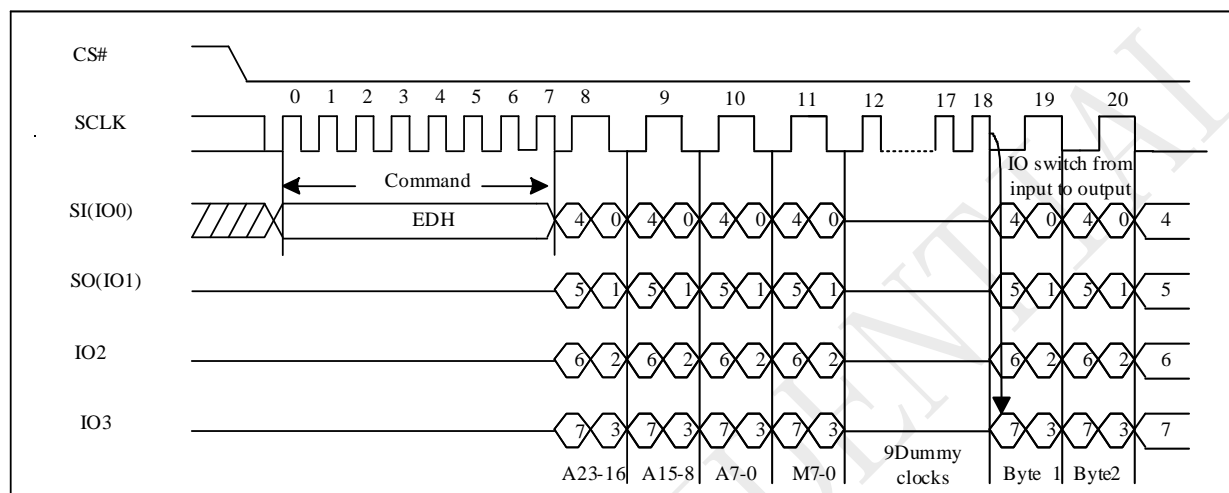 CS#
0 1 2 3 4 5 6 7 8 9 10 11 12 17 18 19 20
SCLK
IO switch from
input to output
Command
SI(IO0) EDH 4 0 4 0 4 0 4 0 4 0 4 0 4
SO(IO1) 5 1 5 1 5 1 5 1 5 1 5 1 5
IO2 6 2 6 2 6 2 6 2 6 2 6 2 6
IO3 7 3 7 3 7 3 7 3 7 3 7 3 7
9Dummy
clocks
A23-16 A15-8 A7-0 M7-0 Byte 1 Byte2